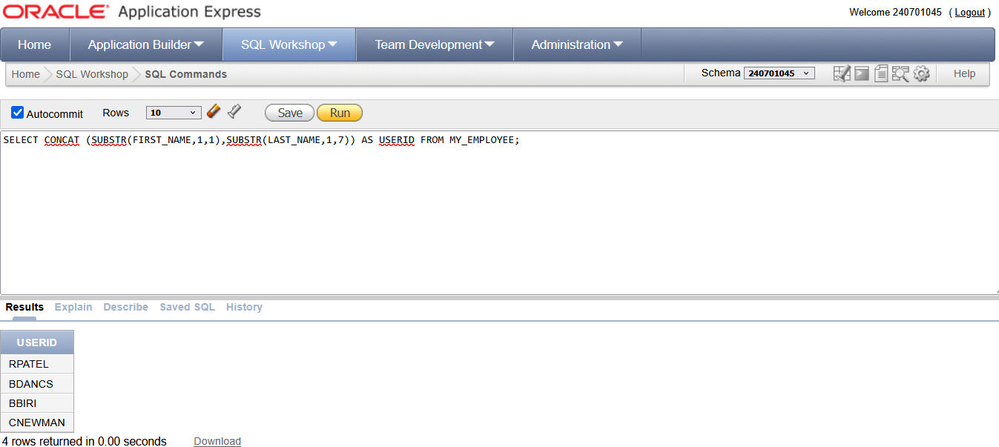 ORACLE® Application Express
Welcome 240701045 ( Logout )
Home Application Builder SQL Workshop Team Development Administration
Home SQL Workshop SQL Commands Schema 240701045 Help
Autocommit Rows 10 Save Run
SELECT CONCAT (SUBSTR(FIRST_NAME,1,1),SUBSTR(LAST_NAME,1,7)) AS USERID FROM MY_EMPLOYEE;
Results Explain Describe Saved SQL History
USERID
RPATEL
BDANCS
BBIRI
CNEWMAN
4 rows returned in 0.00 seconds Download